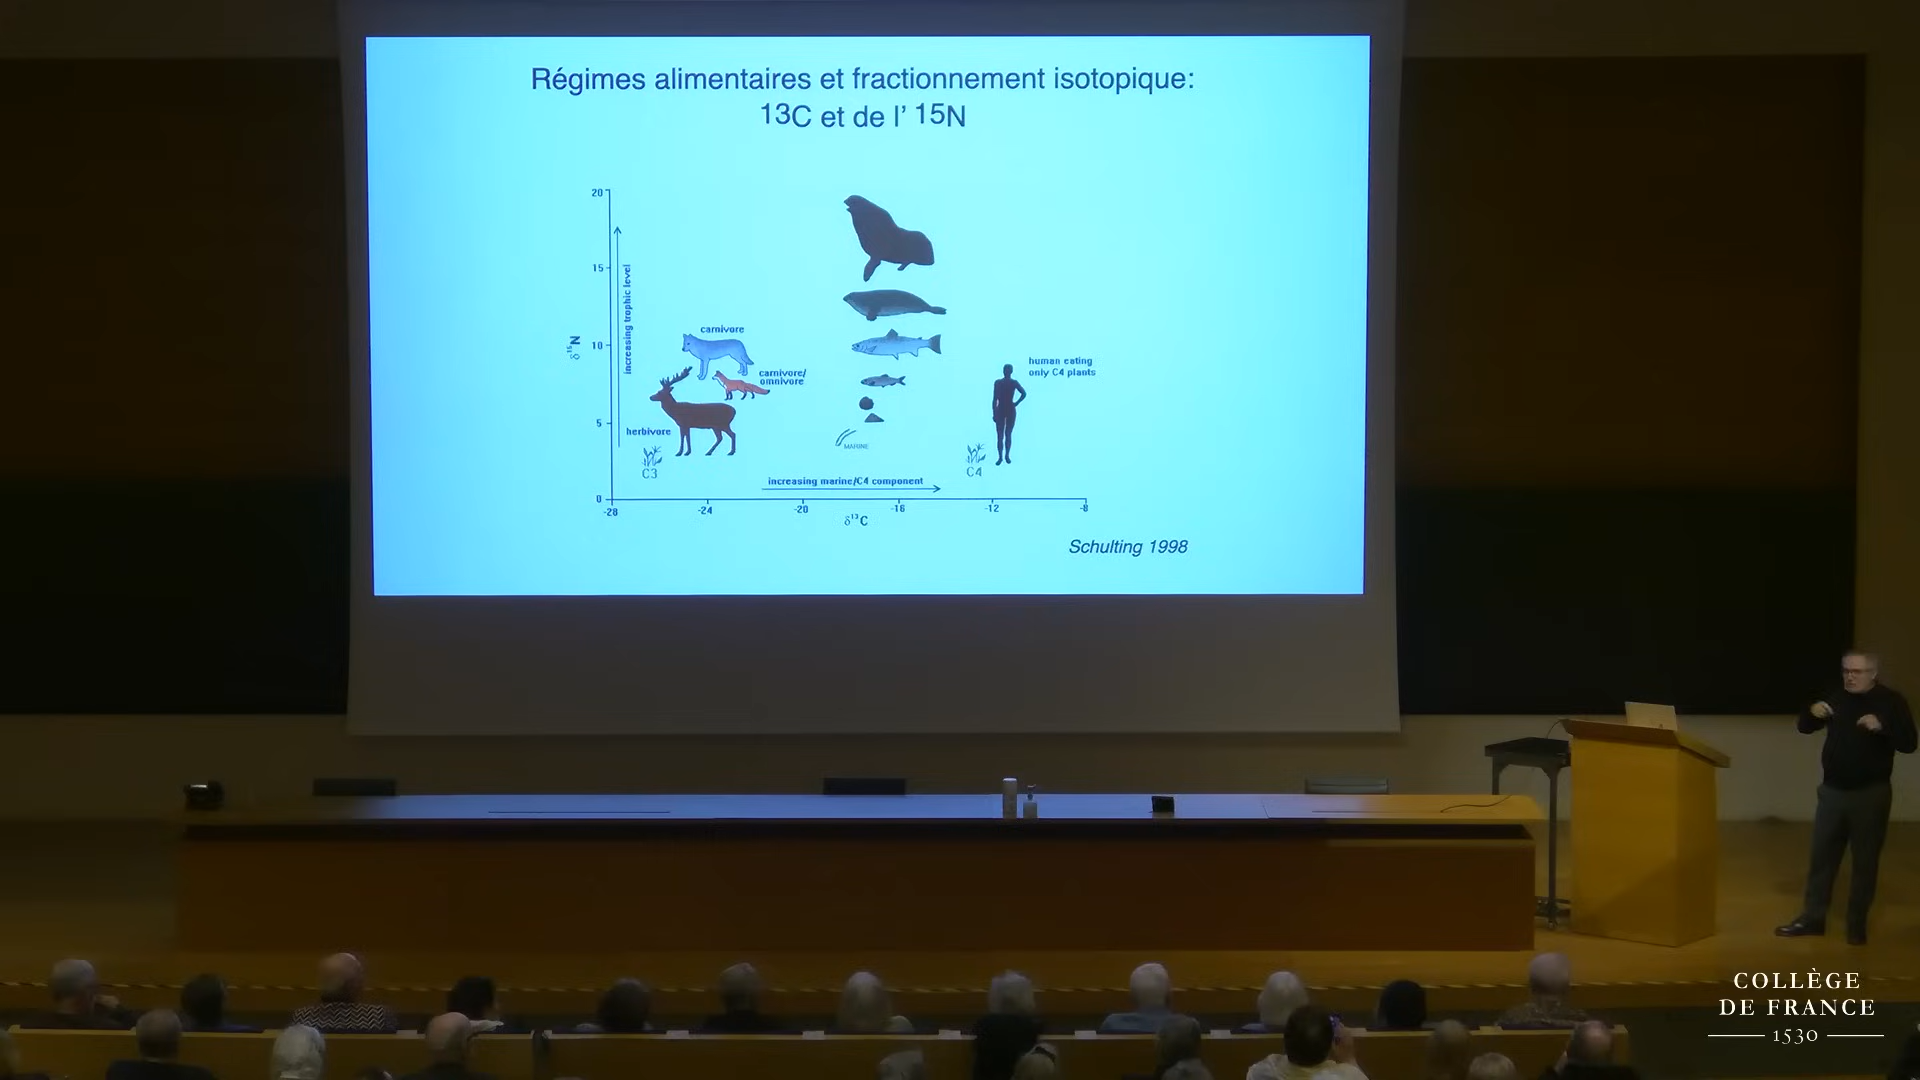 Régimes alimentaires et fractionnement isotopique:
13C et de l' 15N
20
15
10
5
0
δ¹⁵N
increasing trophic level
carnivore
carnivore/
omnivore
herbivore
C3
MARINE
human eating
only C4 plants
C4
increasing marine/C4 component
-28
-24
-20
-16
-12
-8
δ¹³C
Schulting 1998
COLLÈGE
DE FRANCE
1530